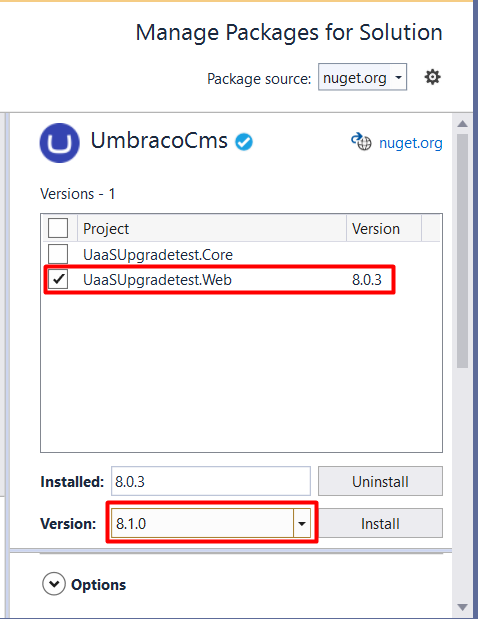 Manage Packages for Solution
Package source: nuget.org
UmbracoCms nuget.org
Versions - 1
Project Version
UaaSUpgradetest.Core
UaaSUpgradetest.Web 8.0.3
Installed: 8.0.3 Uninstall
Version: 8.1.0 Install
Options